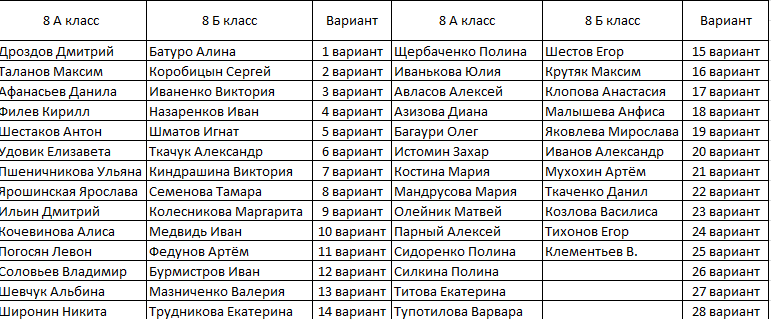 8 А класс 8 Б класс Вариант 8 А класс 8 Б класс Вариант
Дроздов Дмитрий Батуро Алина 1 вариант Щербаченко Полина Шестов Егор 15 вариант
Таланов Максим Коробицын Сергей 2 вариант Иванькова Юлия Крутяк Максим 16 вариант
Афанасьев Данила Иваненко Виктория 3 вариант Авласов Алексей Клопова Анастасия 17 вариант
Филев Кирилл Назаренков Иван 4 вариант Азизова Диана Малышева Анфиса 18 вариант
Шестаков Антон Шматов Игнат 5 вариант Багаури Олег Яковлева Мирослава 19 вариант
Удовик Елизавета Ткачук Александр 6 вариант Истомин Захар Иванов Александр 20 вариант
Пшеничникова Ульяна Киндрашина Виктория 7 вариант Костина Мария Мухохин Артём 21 вариант
Ярошинская Ярослава Семенова Тамара 8 вариант Мандрусова Мария Ткаченко Данил 22 вариант
Ильин Дмитрий Колесникова Маргарита 9 вариант Олейник Матвей Козлова Василиса 23 вариант
Кочевинова Алиса Медвидь Иван 10 вариант Парный Алексей Тихонов Егор 24 вариант
Погосян Левон Федунов Артём 11 вариант Сидоренко Полина Клементьев В. 25 вариант
Соловьев Владимир Бурмистров Иван 12 вариант Силкина Полина 26 вариант
Шевчук Альбина Мазниченко Валерия 13 вариант Титова Екатерина 27 вариант
Широнин Никита Трудникова Екатерина 14 вариант Тупотилова Варвара 28 вариант